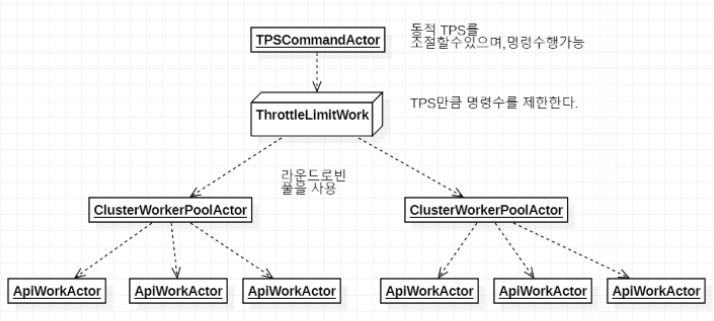 TPSCommandActor
동적 TPS를
조절할수있으며,명령수행가능
ThrottleLimitWork
TPS만큼 명령수를 제한한다.
라운드로빈
풀을 사용
ClusterWorkerPoolActor
ClusterWorkerPoolActor
ApiWorkActor
ApiWorkActor
ApiWorkActor
ApiWorkActor
ApiWorkActor
ApiWorkActor